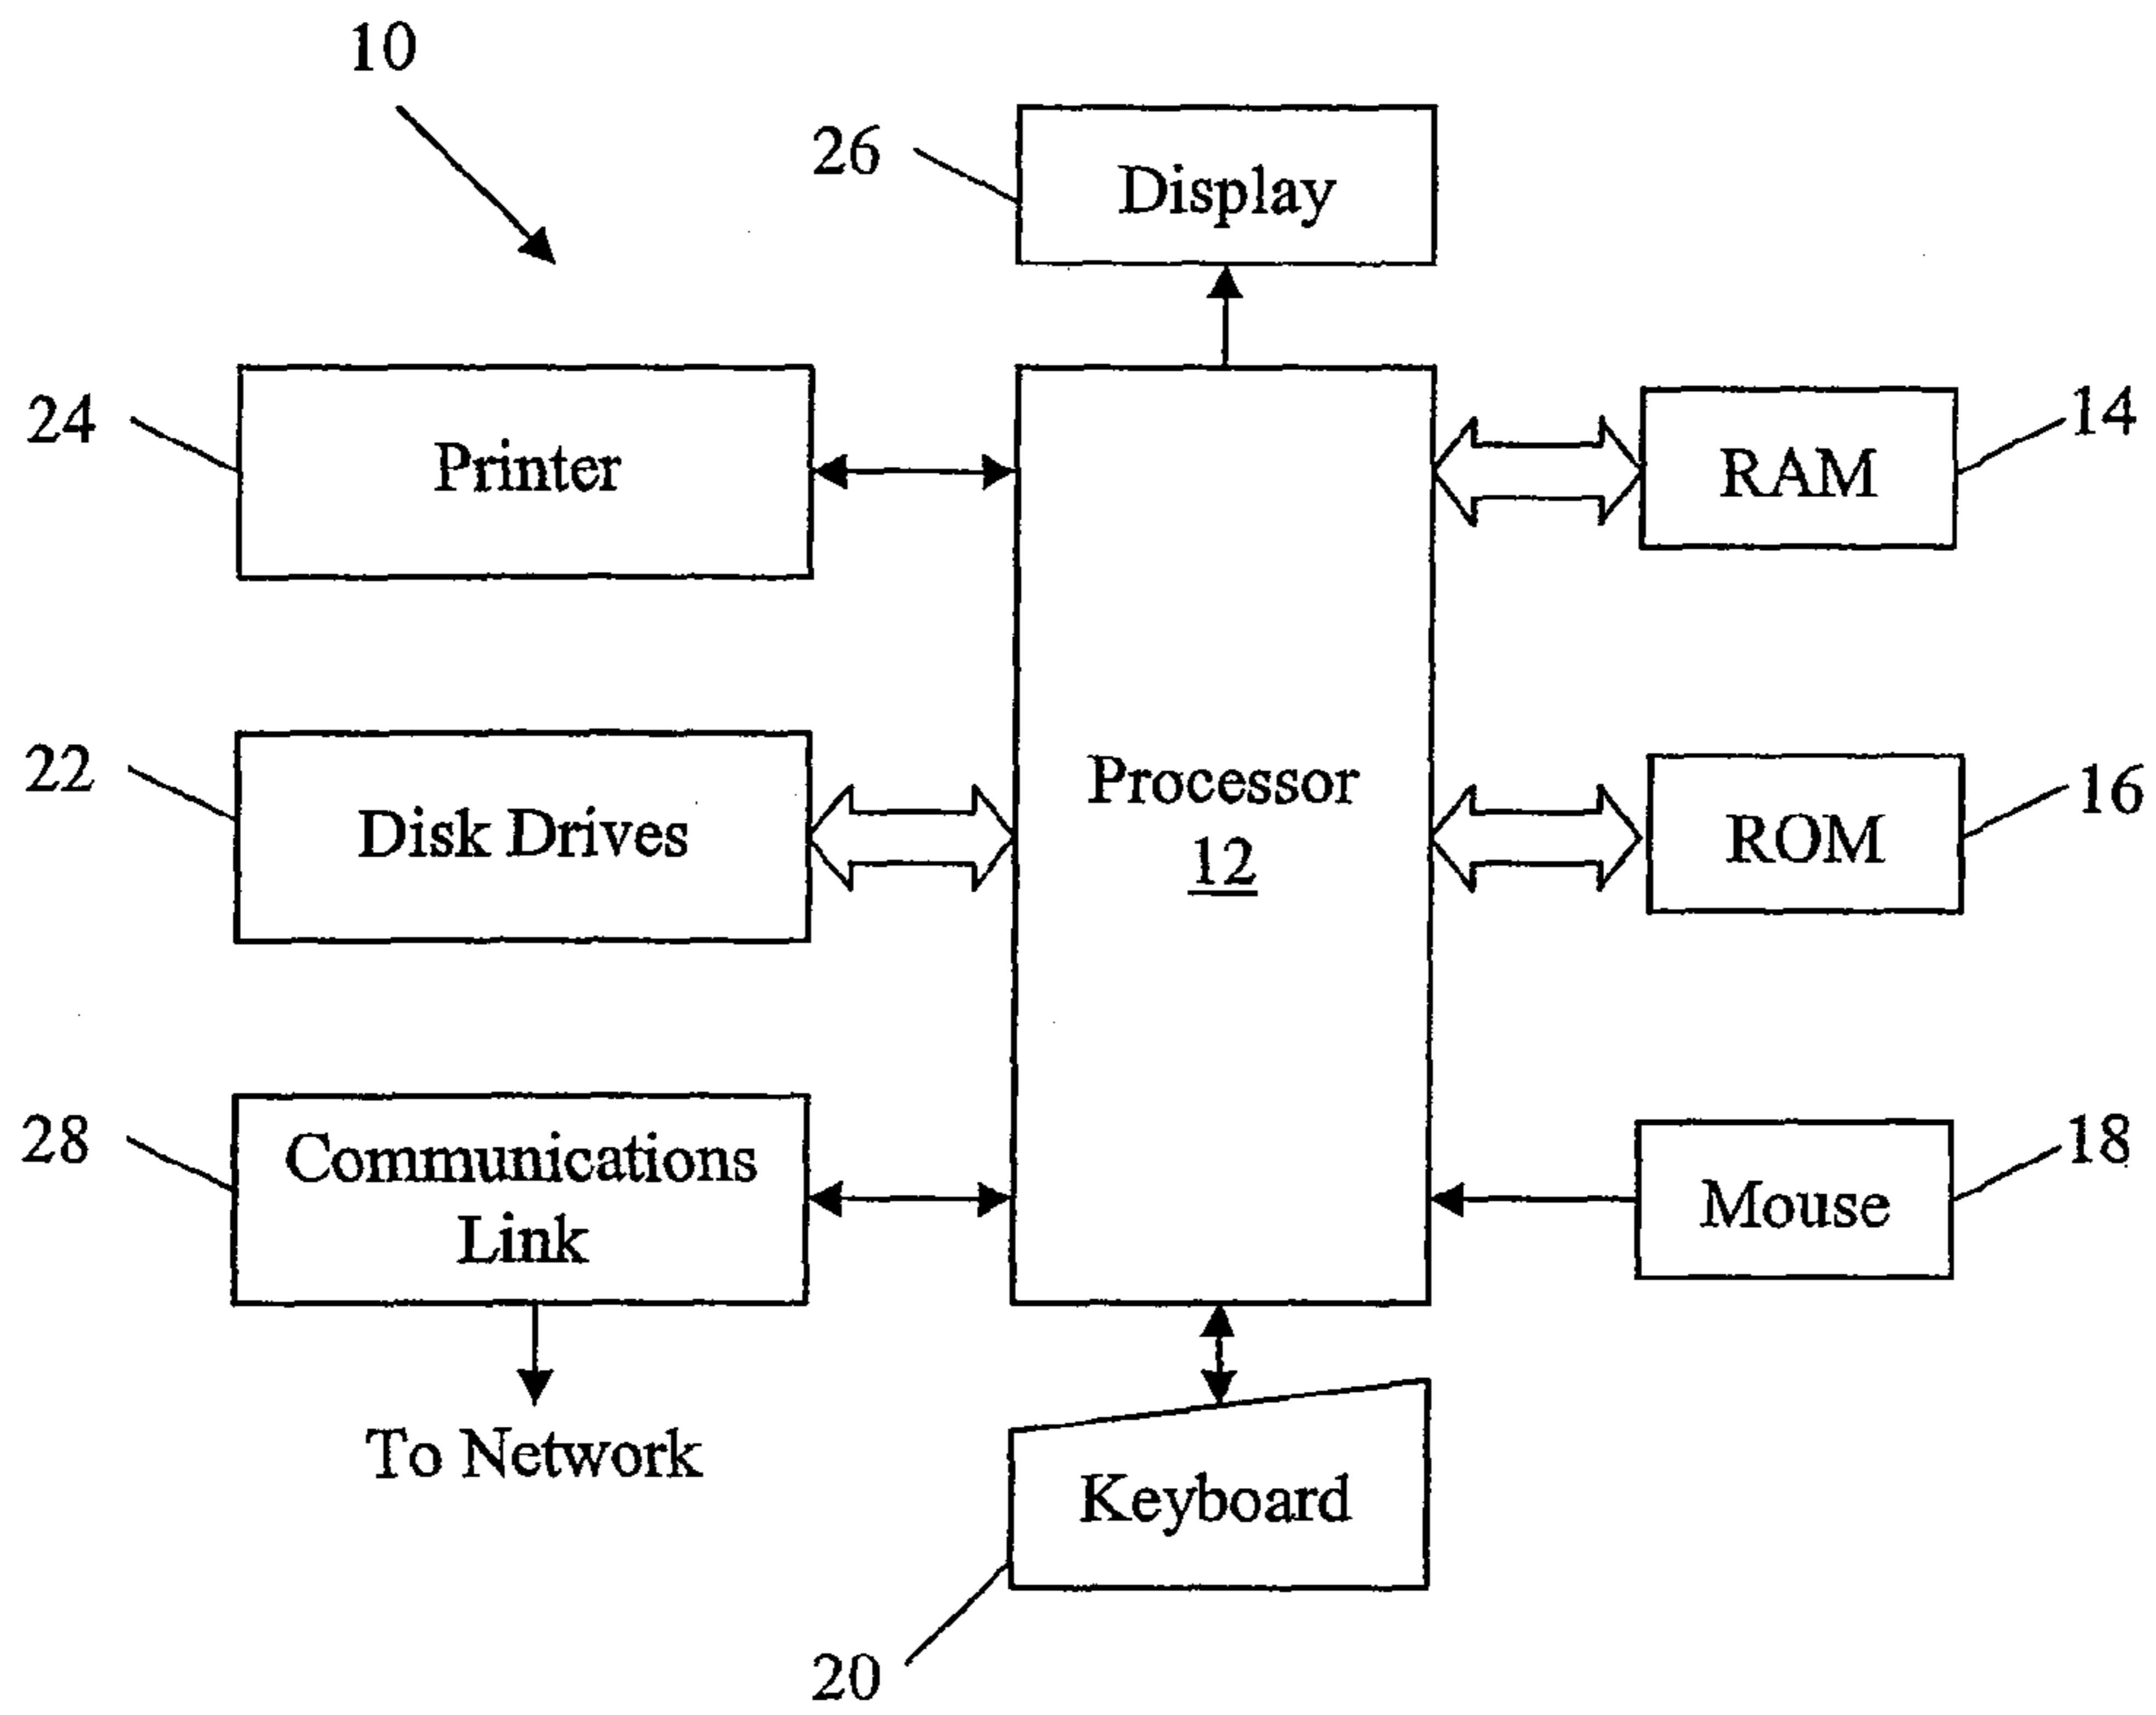 10
26
Display
24
Printer
RAM
14
22
Disk Drives
Processor
12
ROM
16
28
Communications
Link
Mouse
18
To Network
Keyboard
20